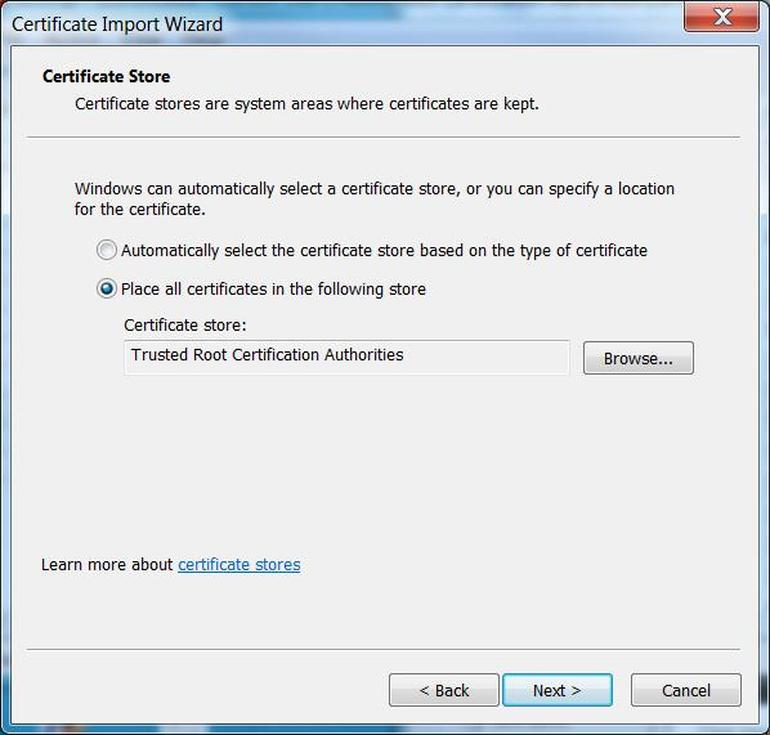 Certificate Import Wizard
Certificate Store
Certificate stores are system areas where certificates are kept.
Windows can automatically select a certificate store, or you can specify a location
for the certificate.
Automatically select the certificate store based on the type of certificate
Place all certificates in the following store
Certificate store:
Trusted Root Certification Authorities
Browse...
Learn more about certificate stores
< Back
Next >
Cancel